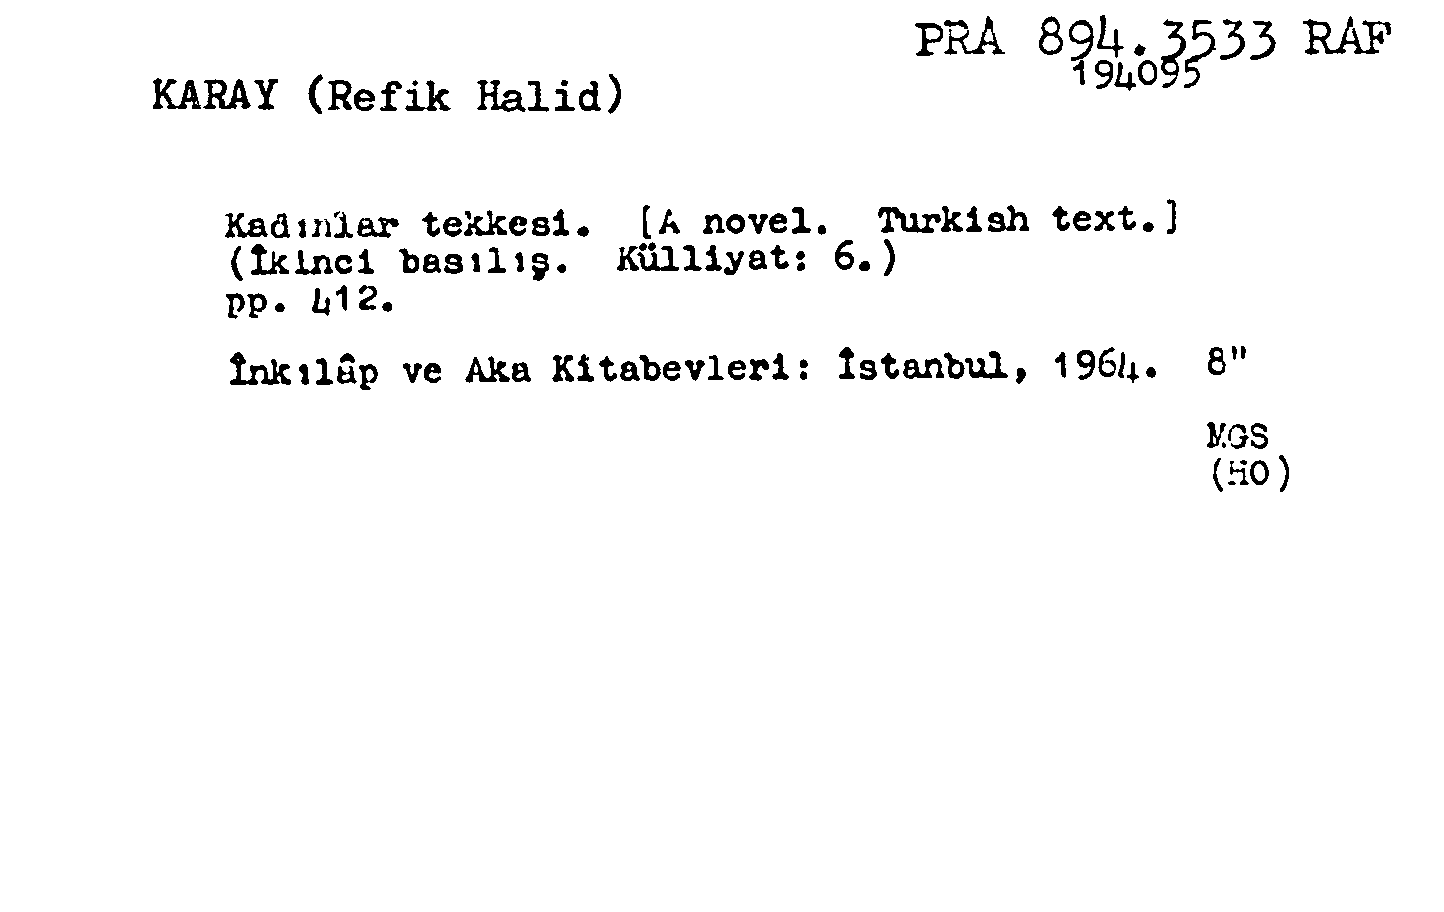 PRA 894.3533 RAF
194095
KARAY (Refik Halid)
Kadınlar tekkesi. [A novel. Turkish text.]
(İkinci basılış. Külliyat: 6.)
pp. 412.
İnkılâp ve Aka Kitabevleri: İstanbul, 1964. 8"
MGS
(HO)